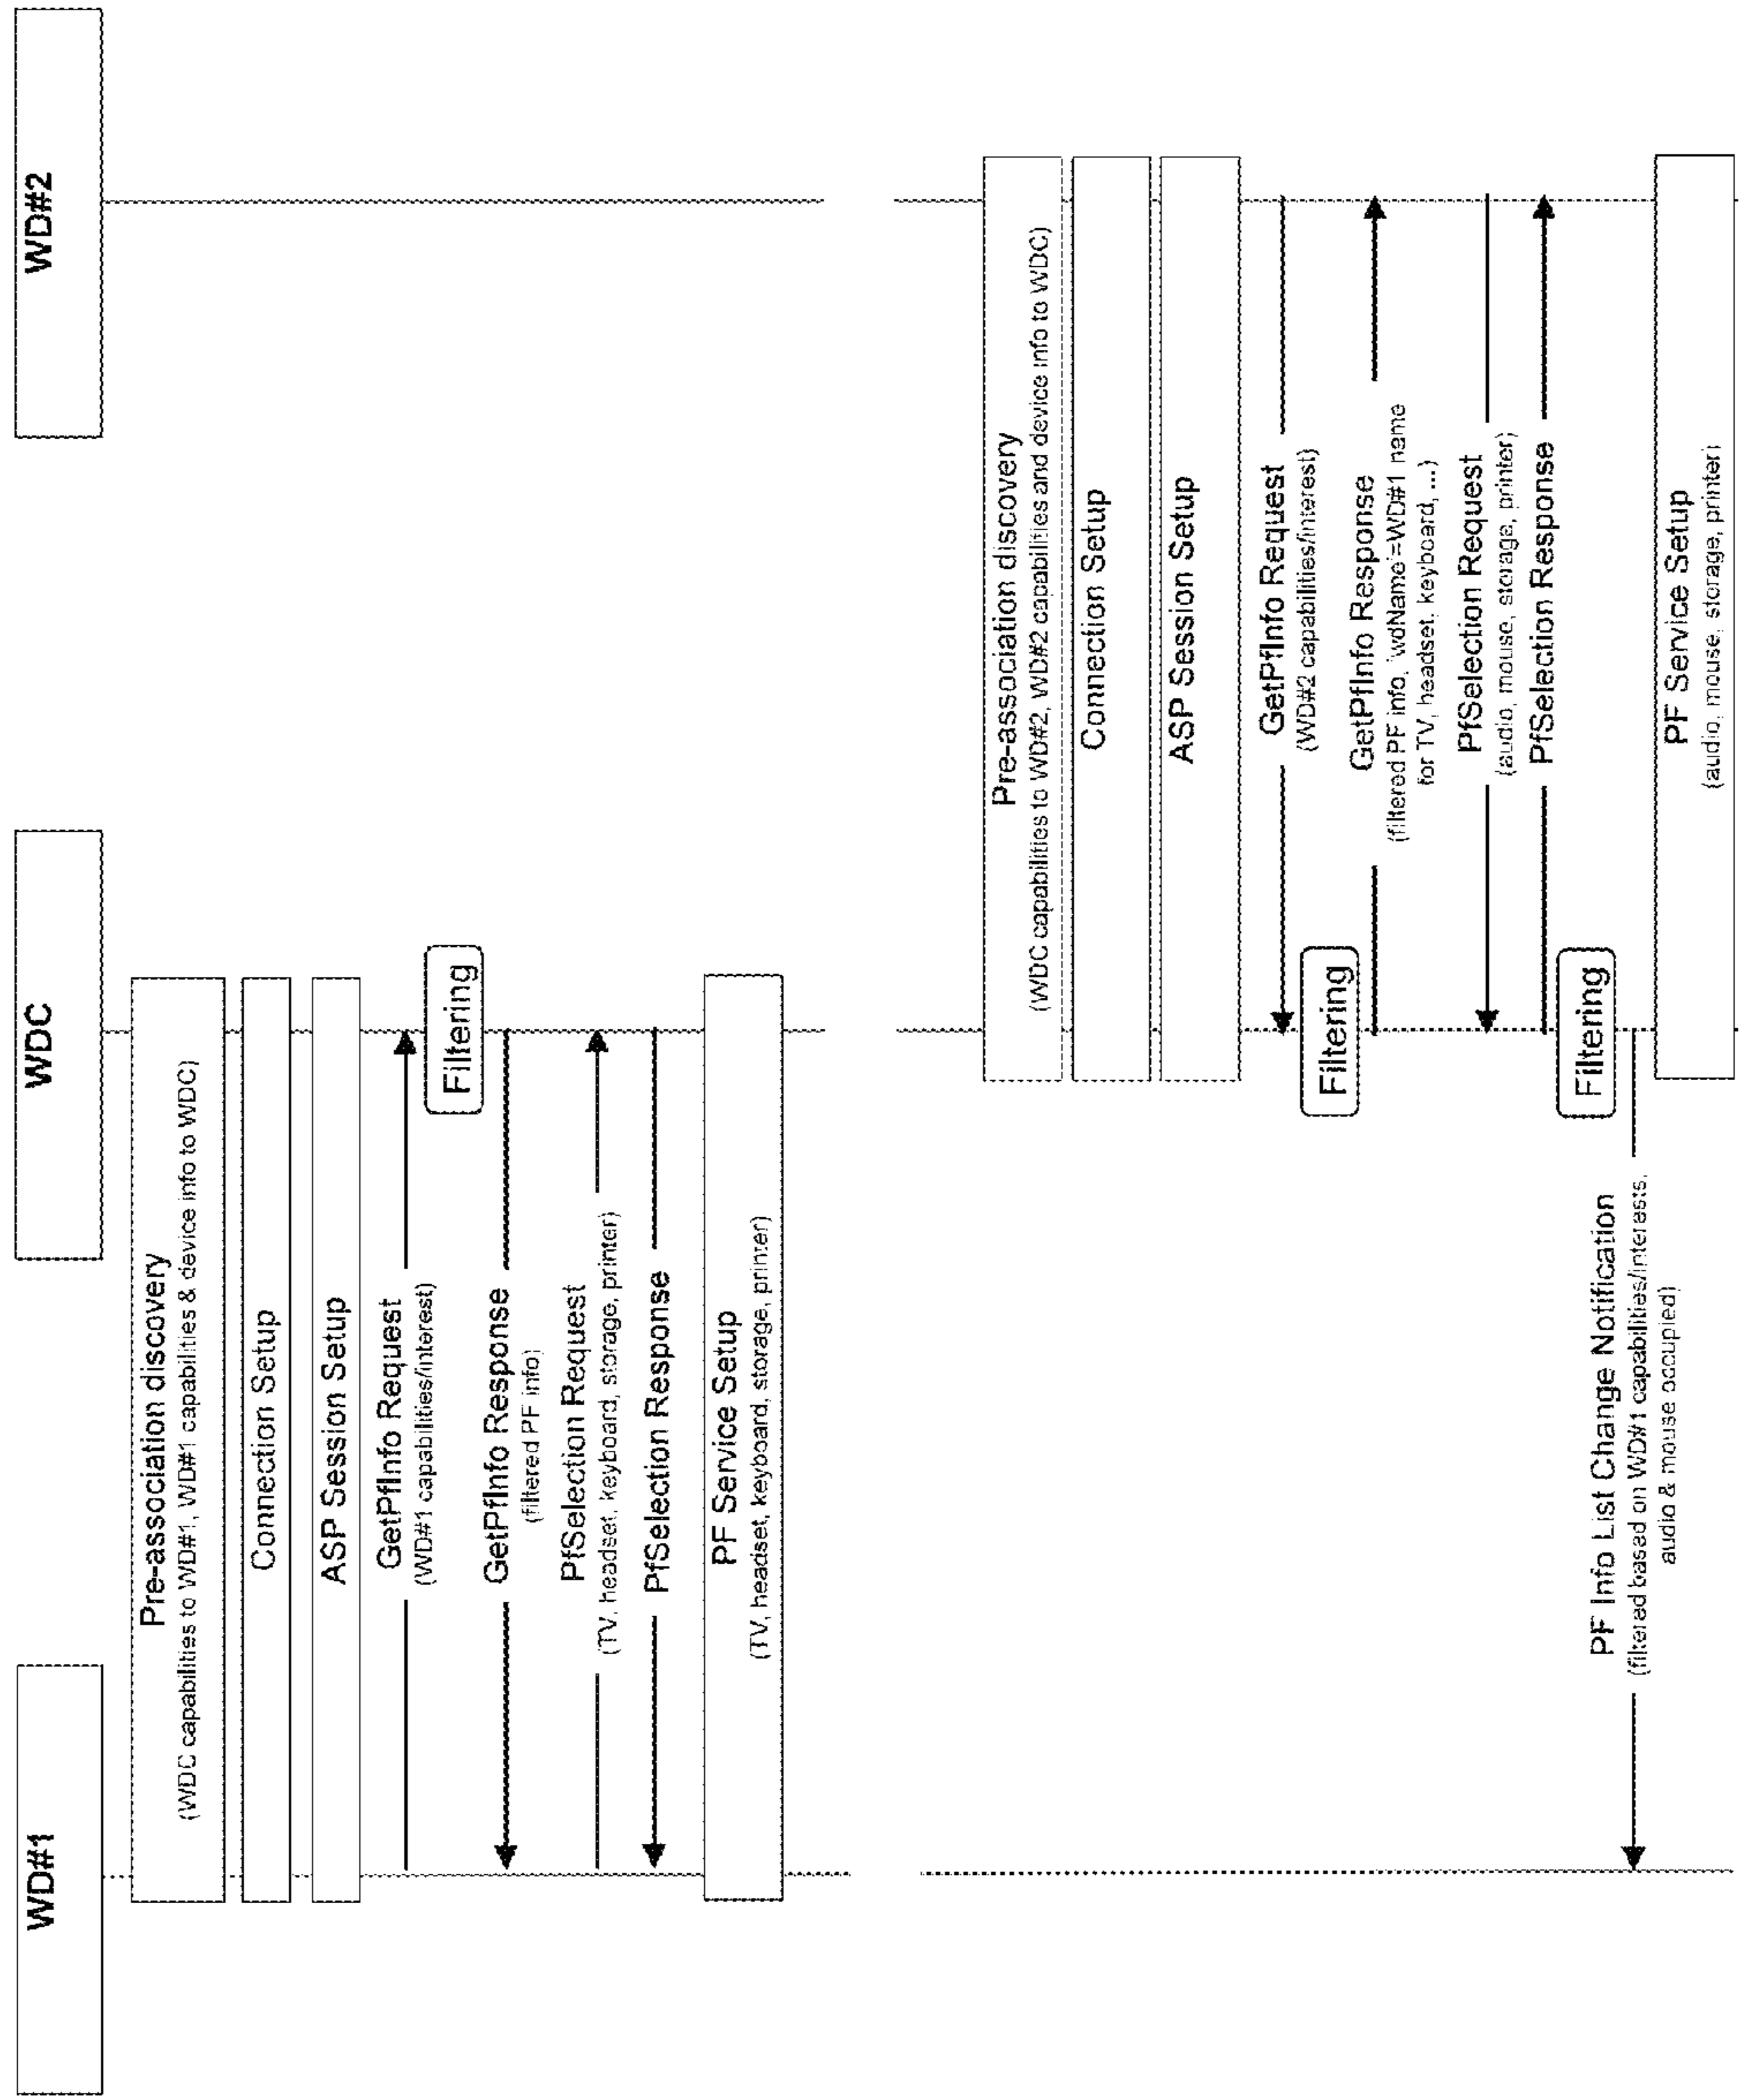 WD#1
WDC
WD#2
Pre-association discovery
(WDC capabilities to WD#1, WD#1 capabilities & device info to WDC)
Connection Setup
ASP Session Setup
GetPfInfo Request
(WD#1 capabilities/interest)
Filtering
GetPfInfo Response
(filtered PF info)
PfSelection Request
(TV, headset, keyboard, storage, printer)
PfSelection Response
PF Service Setup
(TV, headset, keyboard, storage, printer)
Pre-association discovery
(WDC capabilities to WD#2, WD#2 capabilities and device info to WDC)
Connection Setup
ASP Session Setup
GetPfInfo Request
(WD#2 capabilities/interest)
Filtering
GetPfInfo Response
(filtered PF info, 'wdName'=WD#1 name
for TV, headset, keyboard, ...)
PfSelection Request
(audio, mouse, storage, printer)
PfSelection Response
Filtering
PF Info List Change Notification
(filterad based on WD#1 capabilities/interests,
audio & mouse occupied)
PF Service Setup
(audio, mouse, storage, printer)